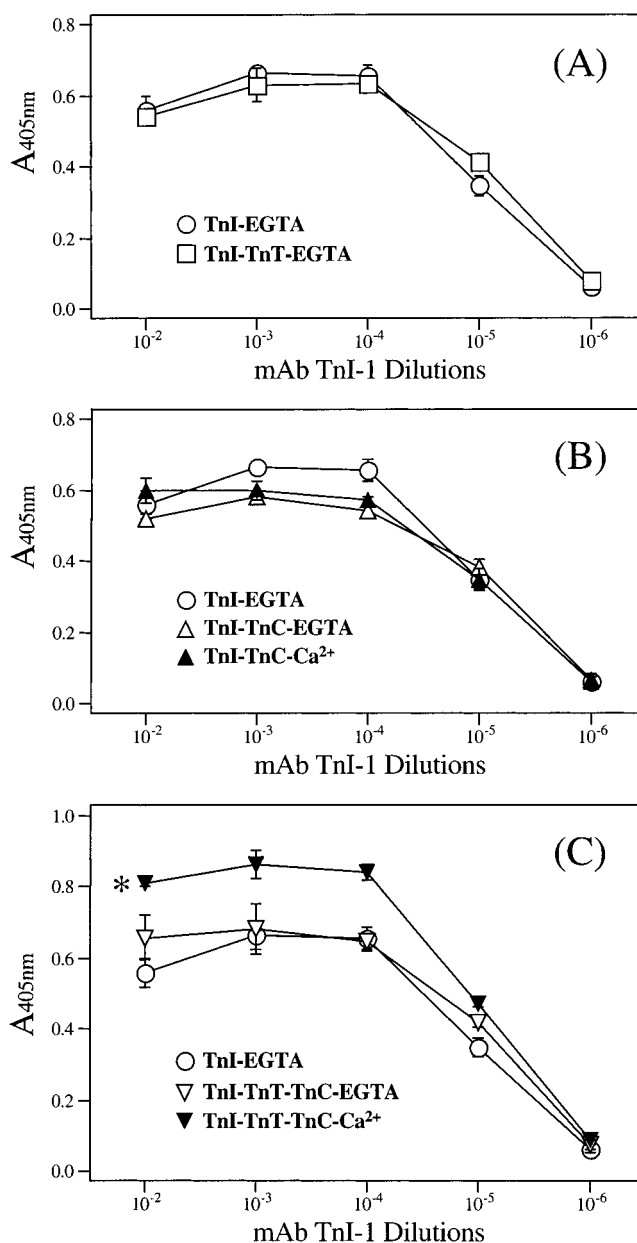 (A)
0.8
0.6
0.4
0.2
0.0
A405nm
TnI-EGTA
TnI-TnT-EGTA
10-2 10-3 10-4 10-5 10-6
mAb TnI-1 Dilutions
(B)
0.8
0.6
0.4
0.2
0.0
A405nm
TnI-EGTA
TnI-TnC-EGTA
TnI-TnC-Ca2+
10-2 10-3 10-4 10-5 10-6
mAb TnI-1 Dilutions
(C)
1.0
0.8
0.6
0.4
0.2
0.0
A405nm
*
TnI-EGTA
TnI-TnT-TnC-EGTA
TnI-TnT-TnC-Ca2+
10-2 10-3 10-4 10-5 10-6
mAb TnI-1 Dilutions